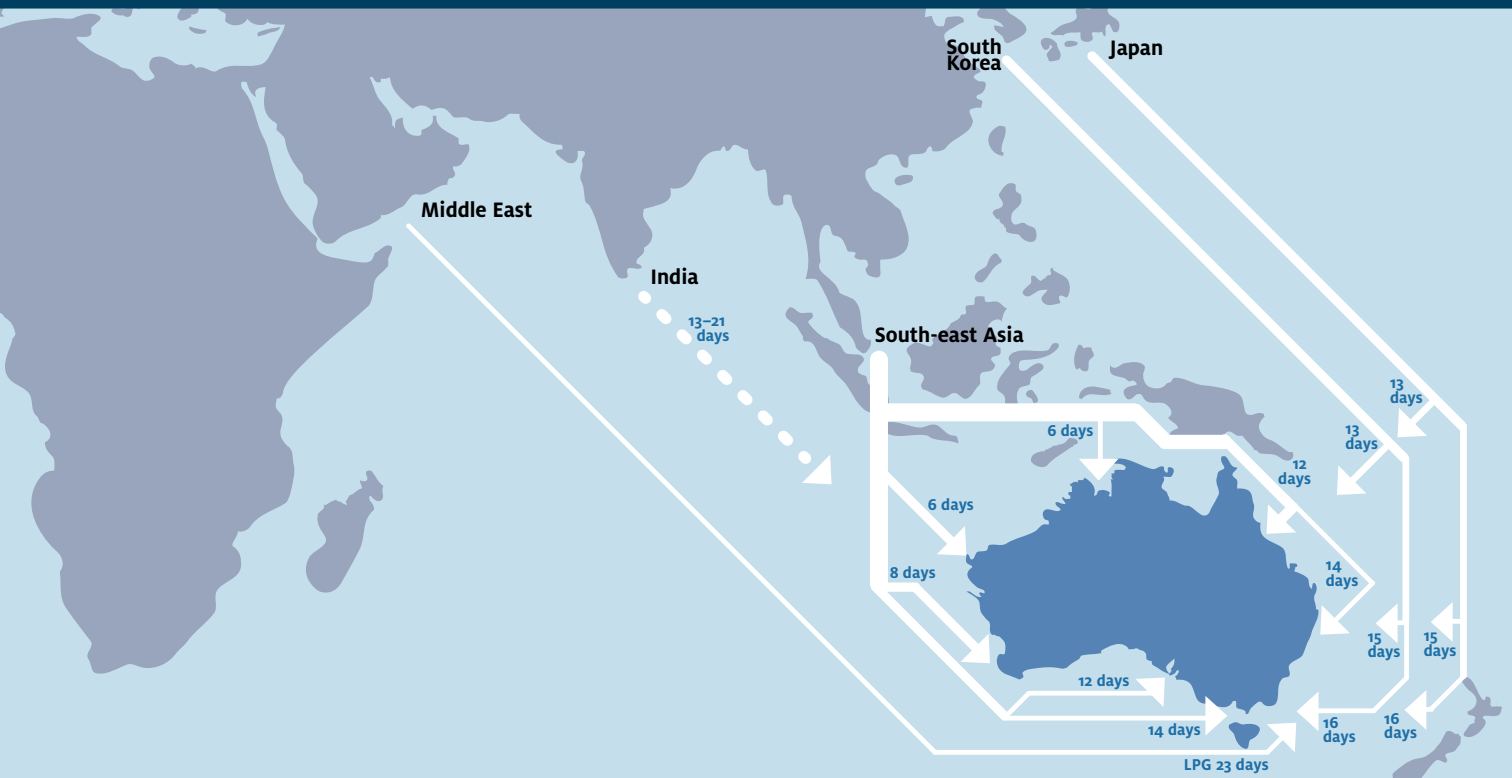 South
Korea
Japan
Middle East
India
13–21
days
South-east Asia
13
days
13
days
6 days
12
days
6 days
8 days
14
days
15
days
15
days
12 days
14 days
16
days
16
days
LPG 23 days